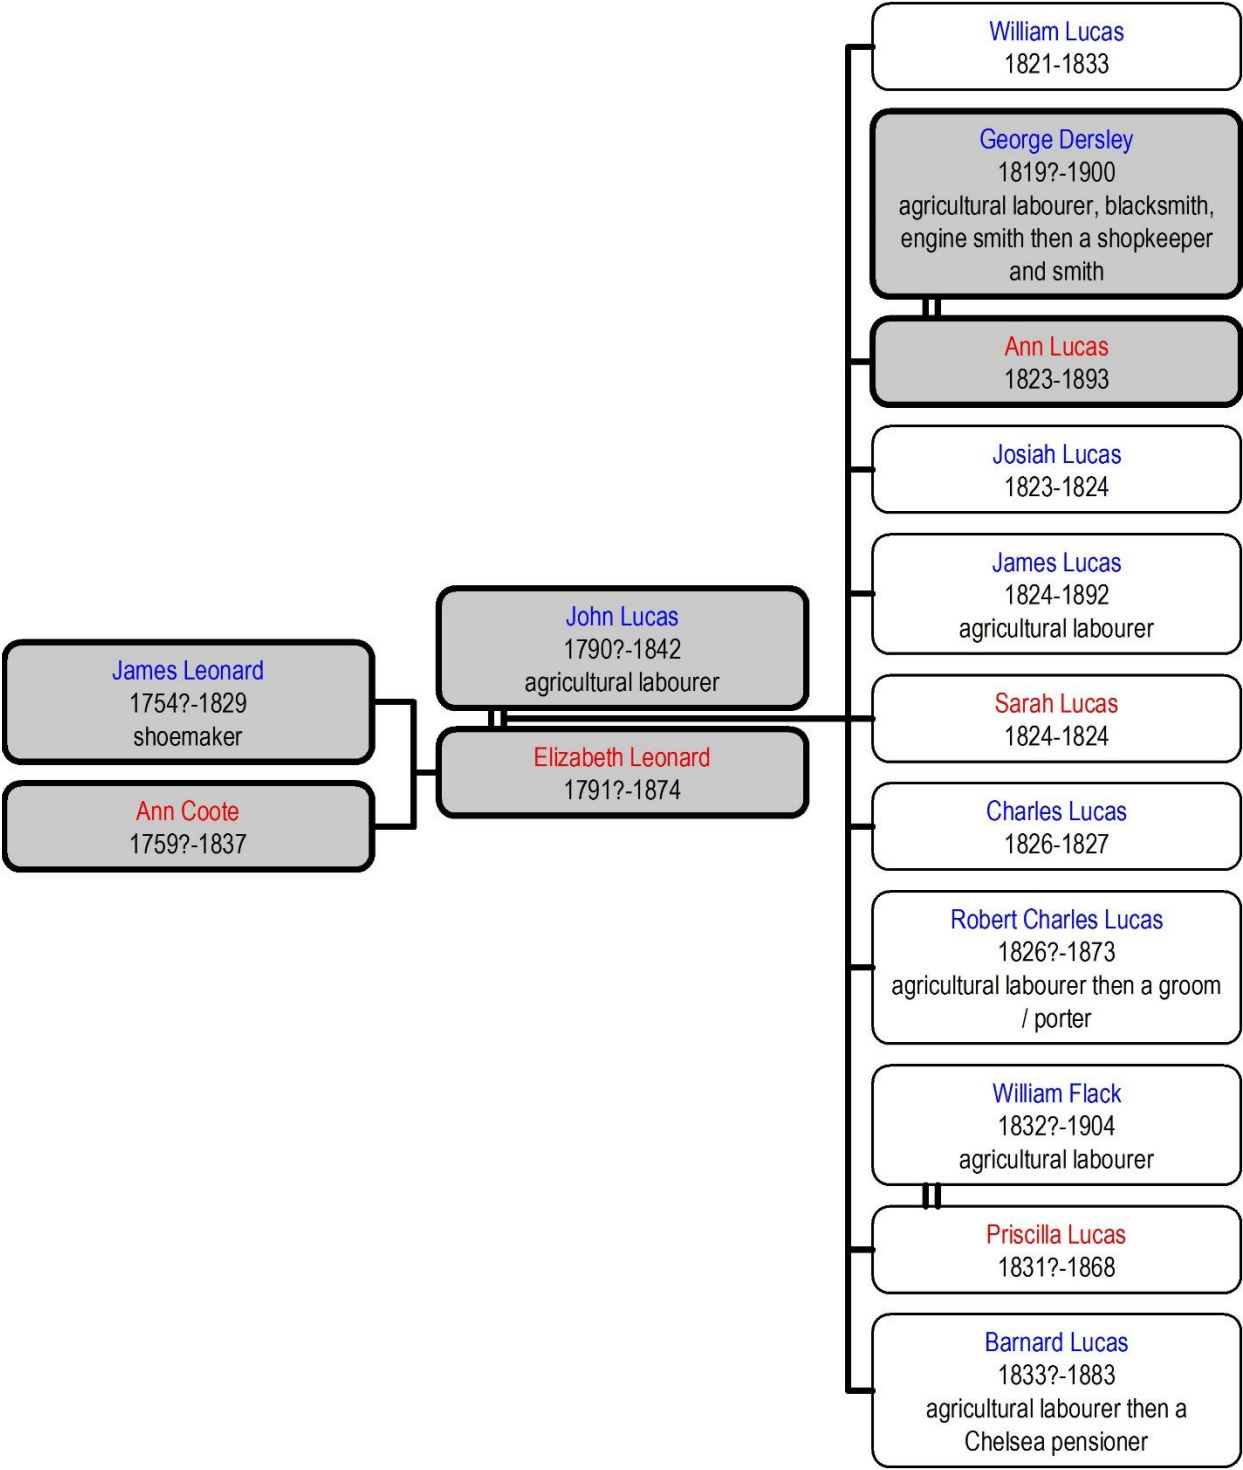 William Lucas
1821-1833
George Dersley
1819?-1900
agricultural labourer, blacksmith,
engine smith then a shopkeeper
and smith
Ann Lucas
1823-1893
Josiah Lucas
1823-1824
James Lucas
1824-1892
agricultural labourer
John Lucas
1790?-1842
agricultural labourer
James Leonard
1754?-1829
shoemaker
Sarah Lucas
1824-1824
Elizabeth Leonard
1791?-1874
Ann Coote
1759?-1837
Charles Lucas
1826-1827
Robert Charles Lucas
1826?-1873
agricultural labourer then a groom
/ porter
William Flack
1832?-1904
agricultural labourer
Priscilla Lucas
1831?-1868
Barnard Lucas
1833?-1883
agricultural labourer then a
Chelsea pensioner